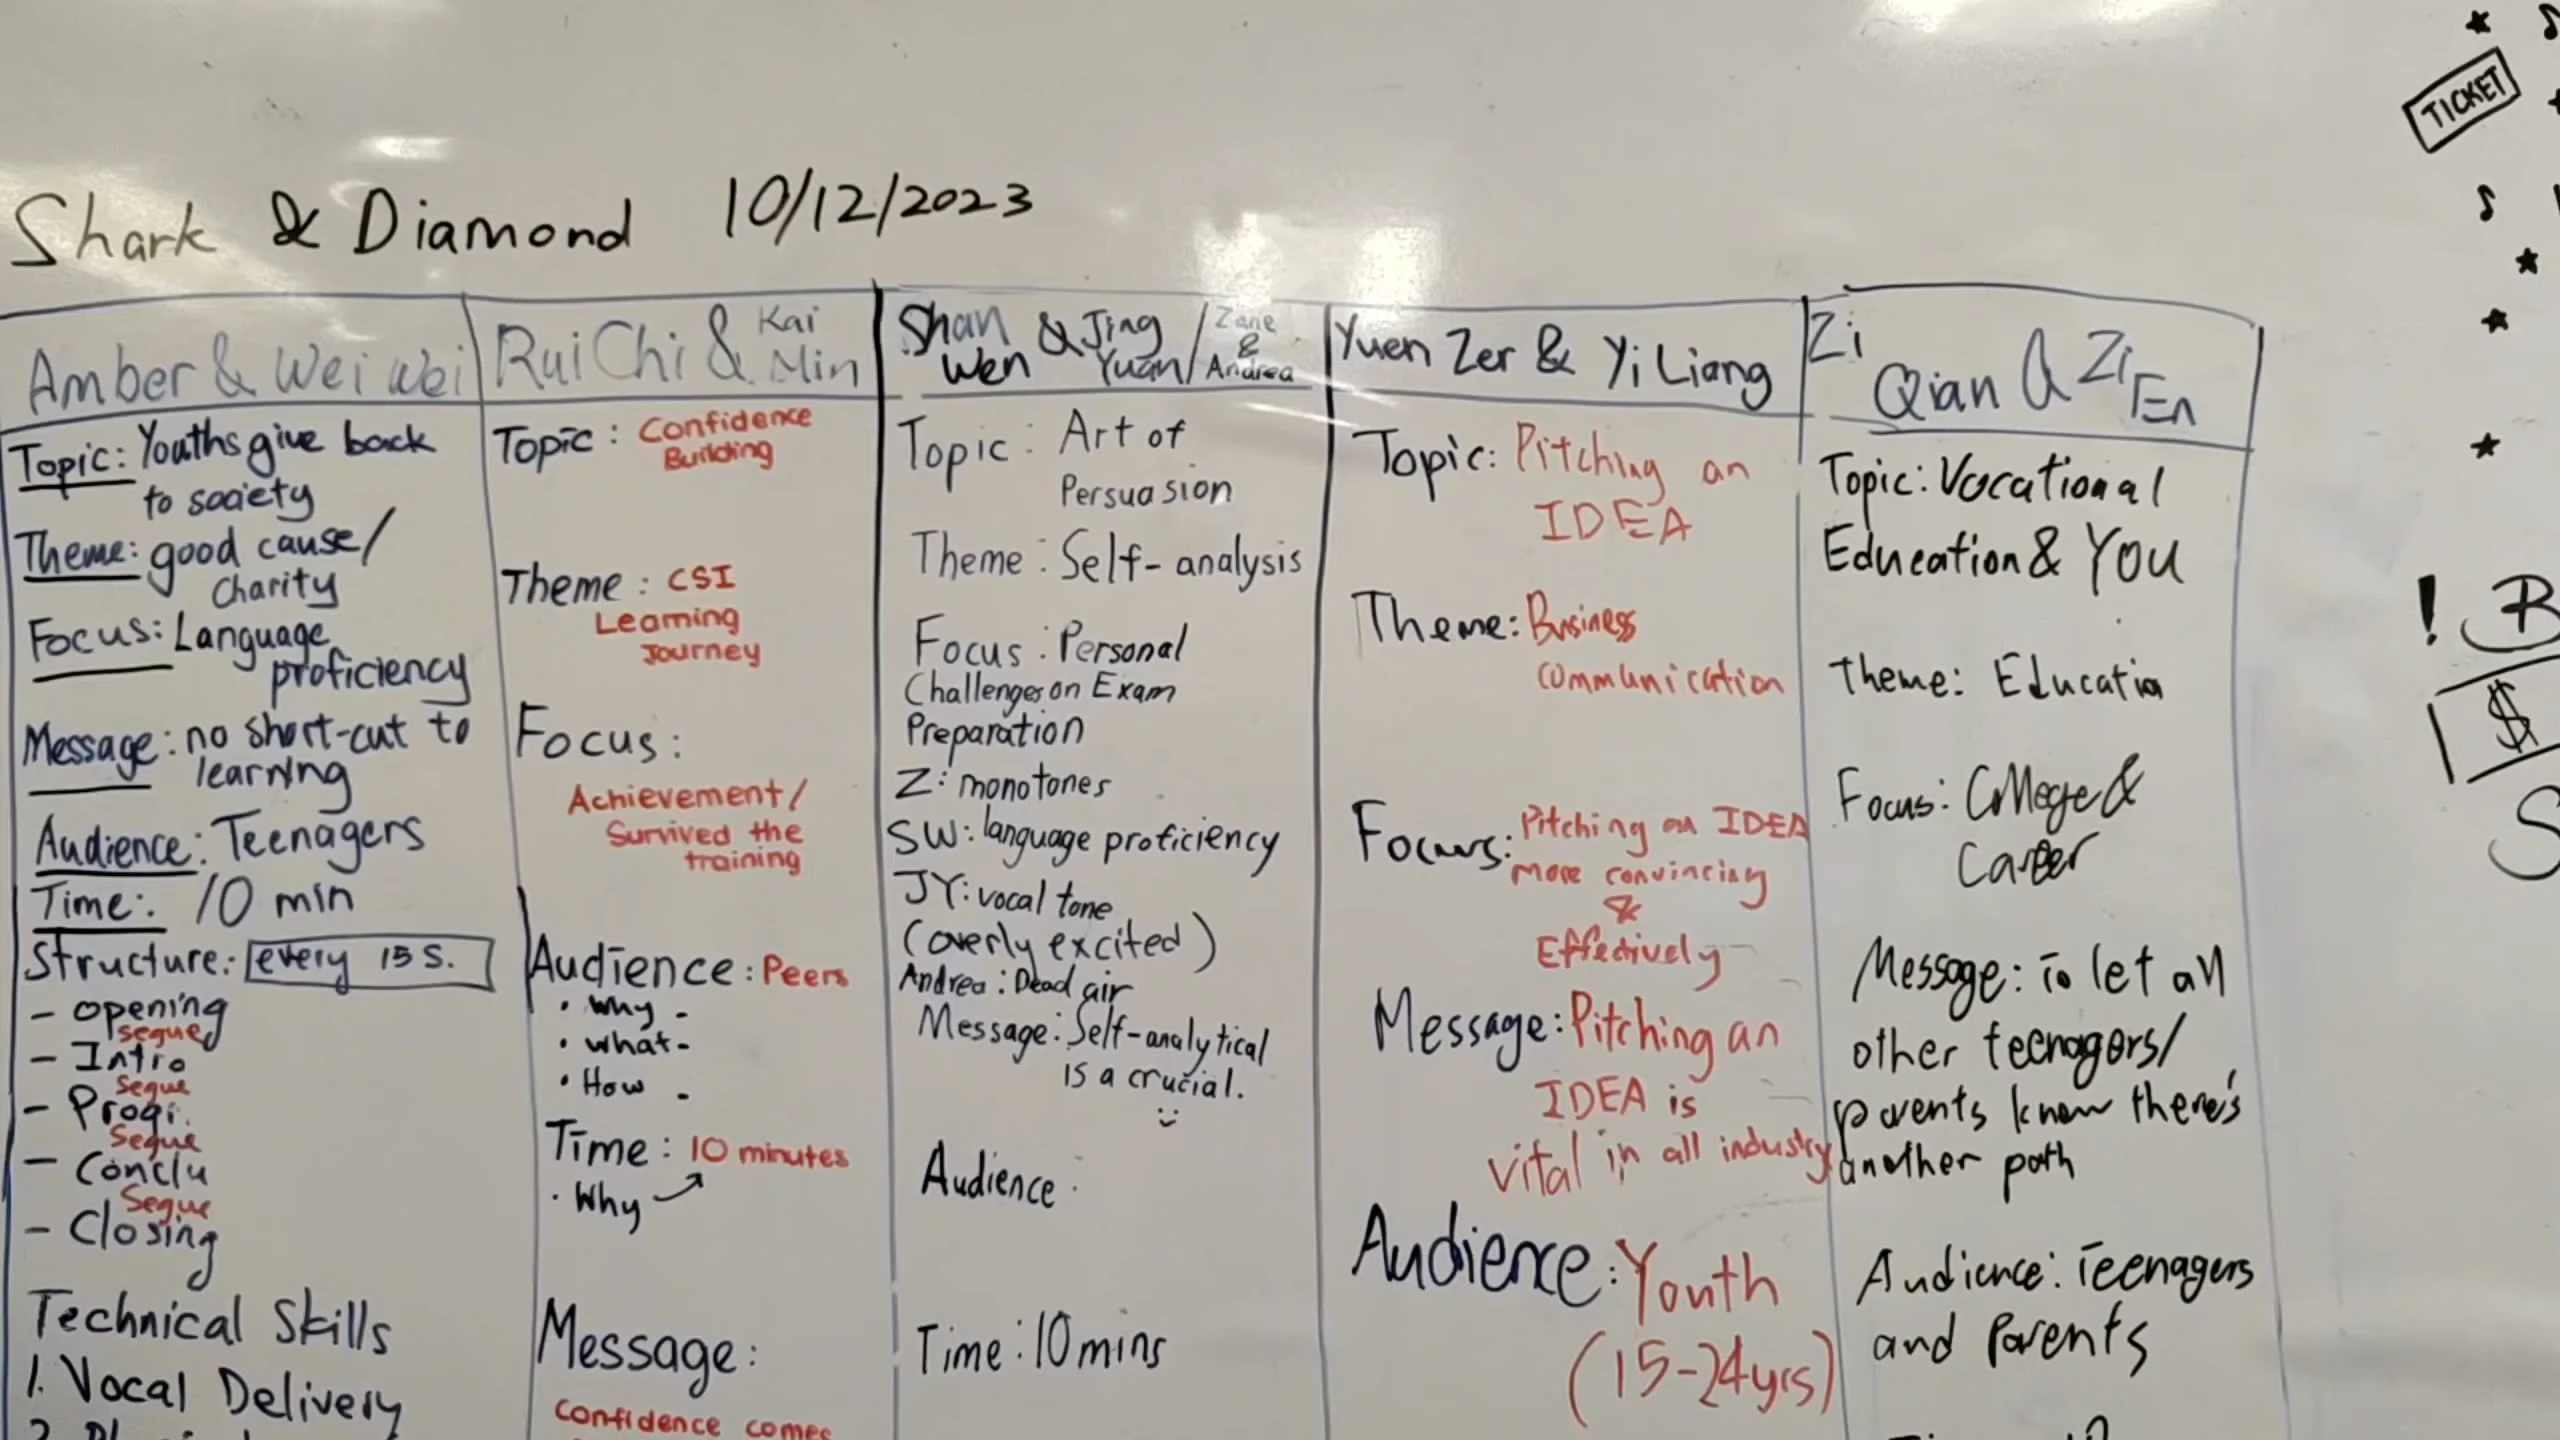 Shark & Diamond 10/12/2023
Amber & Wei Wei
Topic: Youths give back
to society
Theme: good cause/
charity
Focus: Language
proficiency
Message: no short-cut to
learning
Audience: Teenagers
Time: 10 min
Structure: every 15 s.
- opening
segue
- Intro
segue
- Progr.
Segue
- Conclu
Segue
- Closing
Technical Skills
1. Vocal Delivery
2.
Rui Chi & Kai
Min
Topic: Confidence
Building
Theme: CSI
Learning
Journey
Focus:
Achievement/
Survived the
training
Audience: Peers
• Why -
• What -
• How -
Time: 10 minutes
• Why
Message:
Confidence comes
Shan
Wen & Jing
Yuan / Zane
&
Andrea
Topic: Art of
Persuasion
Theme: Self-analysis
Focus: Personal
Challenges on Exam
Preparation
Z: monotones
SW: language proficiency
JY: vocal tone
(overly excited)
Andrea: Dead air
Message: Self-analytical
is a crucial.
Audience:
Time: 10 mins
Yuen Zer & Yi Liang
Topic: Pitching an
IDEA
Theme: Business
communication
Focus: Pitching an IDEA
more convincing
&
Effectively
Message: Pitching an
IDEA is
vital in all industry
Audience: Youth
(15-24yrs)
Zi
Qian & Zi
En
Topic: Vocational
Education & YOU
Theme: Education
Focus: College &
Career
Message: To let all
other teenagers/
parents know there's
another path
Audience: Teenagers
and Parents
TICKET
! B
$
S